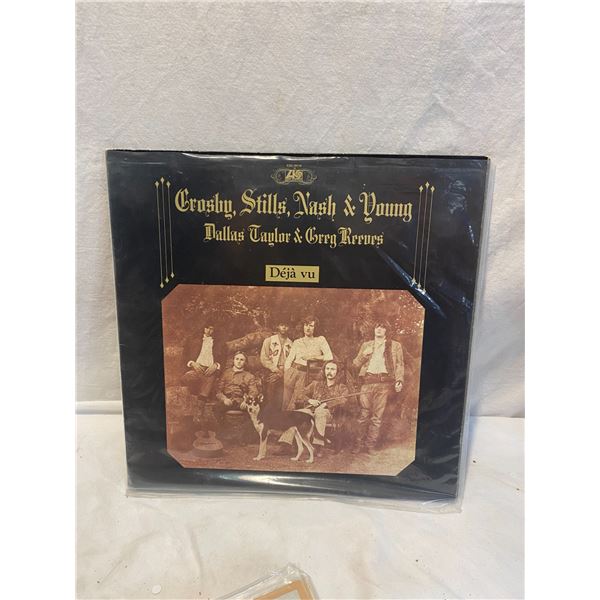 Crosby, Stills, Nash & Young
Dallas Taylor & Greg Reeves
Déjà vu